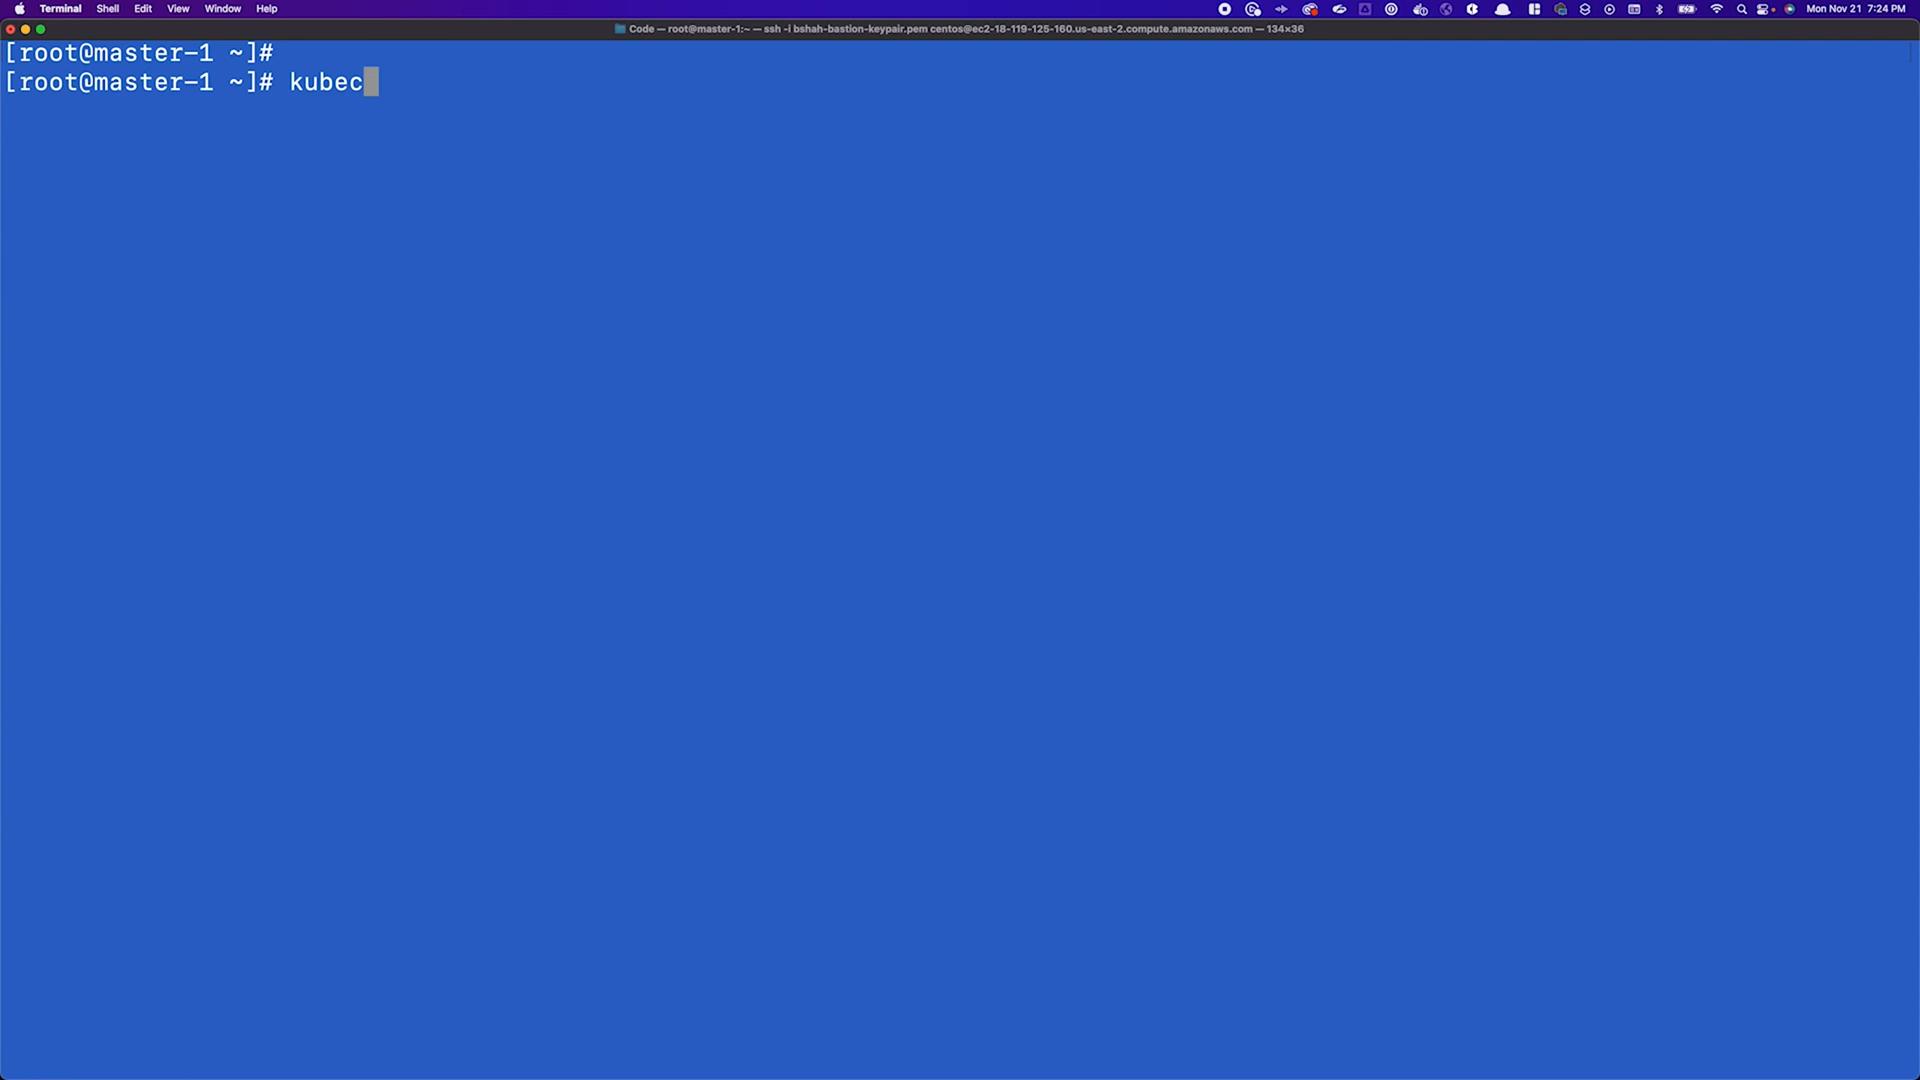 Terminal Shell Edit View Window Help Mon Nov 21 7:24 PM
Code — root@master-1:~ — ssh -i bshah-bastion-keypair.pem centos@ec2-18-119-125-160.us-east-2.compute.amazonaws.com — 134×36
[root@master-1 ~]#
[root@master-1 ~]# kubec